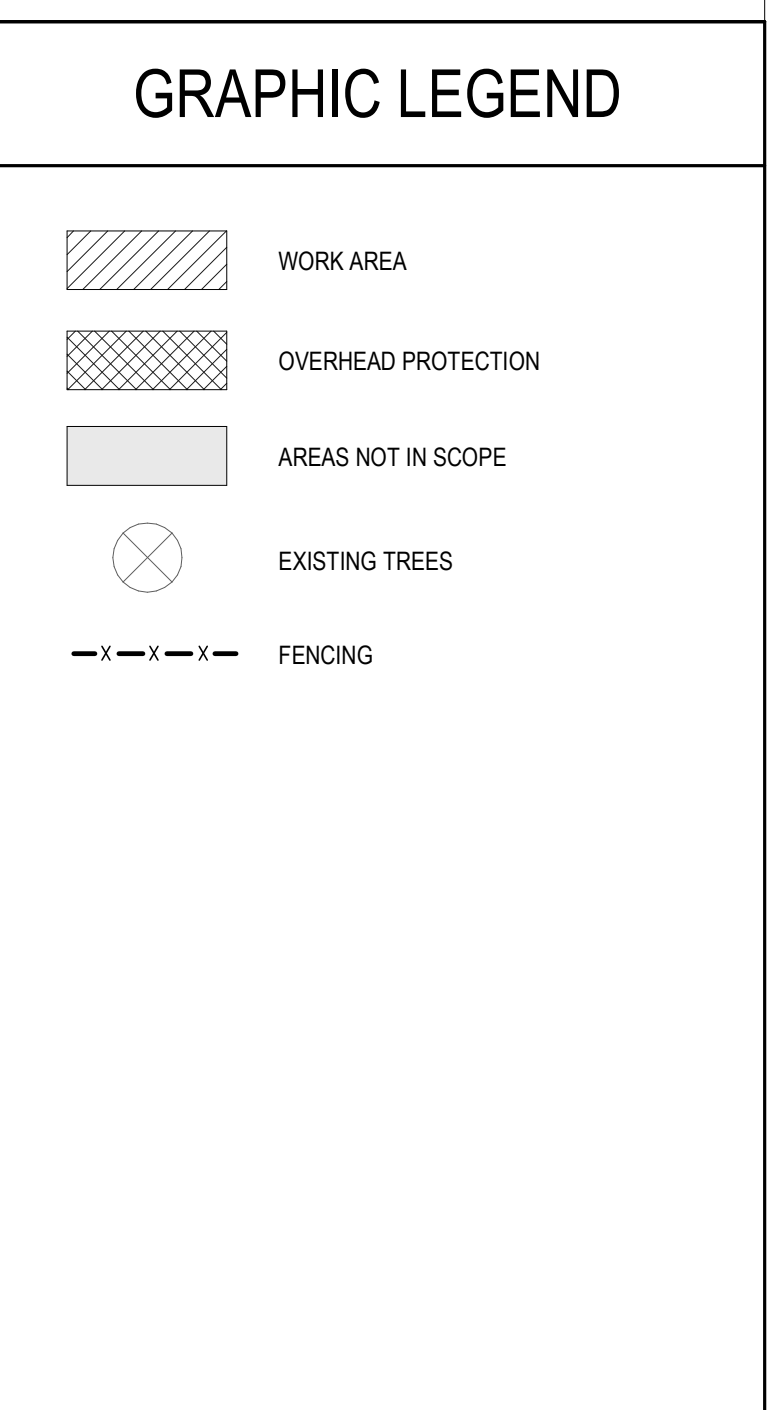 GRAPHIC LEGEND
WORK AREA
OVERHEAD PROTECTION
AREAS NOT IN SCOPE
EXISTING TREES
X X X FENCING